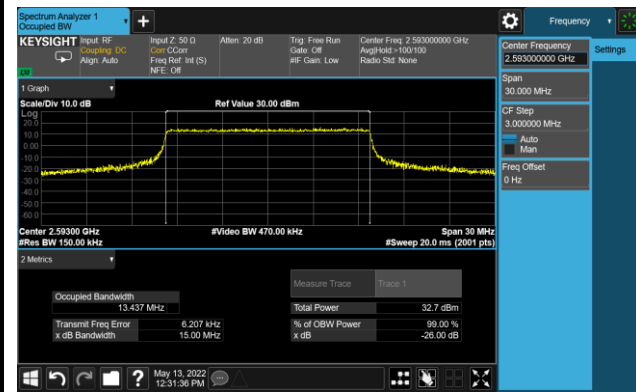 Spectrum Analyzer 1
Occupied BW
+
Frequency
KEYSIGHT
Input: RF
Coupling: DC
Align: Auto
Input Z: 50 Ω
Corr CCorr
Freq Ref: Int (S)
NFE: Off
Atten: 20 dB
Trig: Free Run
Gate: Off
#IF Gain: Low
Center Freq: 2.593000000 GHz
Avg|Hold:>100/100
Radio Std: None
Center Frequency
2.593000000 GHz
Settings
Span
30.000 MHz
CF Step
3.000000 MHz
Auto
Man
Freq Offset
0 Hz
1 Graph
Scale/Div 10.0 dB
Ref Value 30.00 dBm
Log
20.0
10.0
0.00
-10.0
-20.0
-30.0
-40.0
-50.0
-60.0
Center 2.59300 GHz
#Video BW 470.00 kHz
Span 30 MHz
#Res BW 150.00 kHz
#Sweep 20.0 ms (2001 pts)
2 Metrics
Measure Trace
Trace 1
Occupied Bandwidth
13.437 MHz
Total Power
32.7 dBm
Transmit Freq Error
6.207 kHz
% of OBW Power
99.00 %
x dB Bandwidth
15.00 MHz
x dB
-26.00 dB
?
May 13, 2022
12:31:36 PM